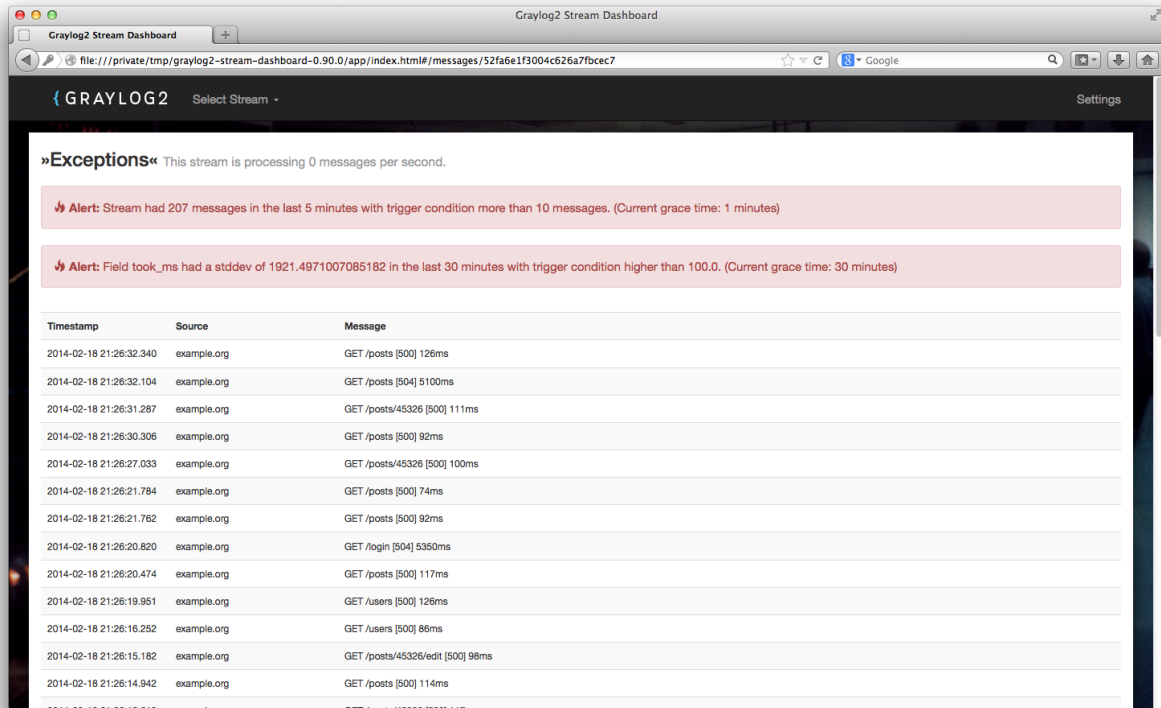 Graylog2 Stream Dashboard
Graylog2 Stream Dashboard
file:///private/tmp/graylog2-stream-dashboard-0.90.0/app/index.html#/messages/52fa6e1f3004c626a7fbcec7
Google
{GRAYLOG2 Select Stream Settings
»Exceptions« This stream is processing 0 messages per second.
Alert: Stream had 207 messages in the last 5 minutes with trigger condition more than 10 messages. (Current grace time: 1 minutes)
Alert: Field took_ms had a stddev of 1921.4971007085182 in the last 30 minutes with trigger condition higher than 100.0. (Current grace time: 30 minutes)
Timestamp Source Message
2014-02-18 21:26:32.340 example.org GET /posts [500] 126ms
2014-02-18 21:26:32.104 example.org GET /posts [504] 5100ms
2014-02-18 21:26:31.287 example.org GET /posts/45326 [500] 111ms
2014-02-18 21:26:30.306 example.org GET /posts [500] 92ms
2014-02-18 21:26:27.033 example.org GET /posts/45326 [500] 100ms
2014-02-18 21:26:21.784 example.org GET /posts [500] 74ms
2014-02-18 21:26:21.762 example.org GET /posts [500] 92ms
2014-02-18 21:26:20.820 example.org GET /login [504] 5350ms
2014-02-18 21:26:20.474 example.org GET /posts [500] 117ms
2014-02-18 21:26:19.951 example.org GET /users [500] 126ms
2014-02-18 21:26:16.252 example.org GET /users [500] 86ms
2014-02-18 21:26:15.182 example.org GET /posts/45326/edit [500] 98ms
2014-02-18 21:26:14.942 example.org GET /posts [500] 114ms